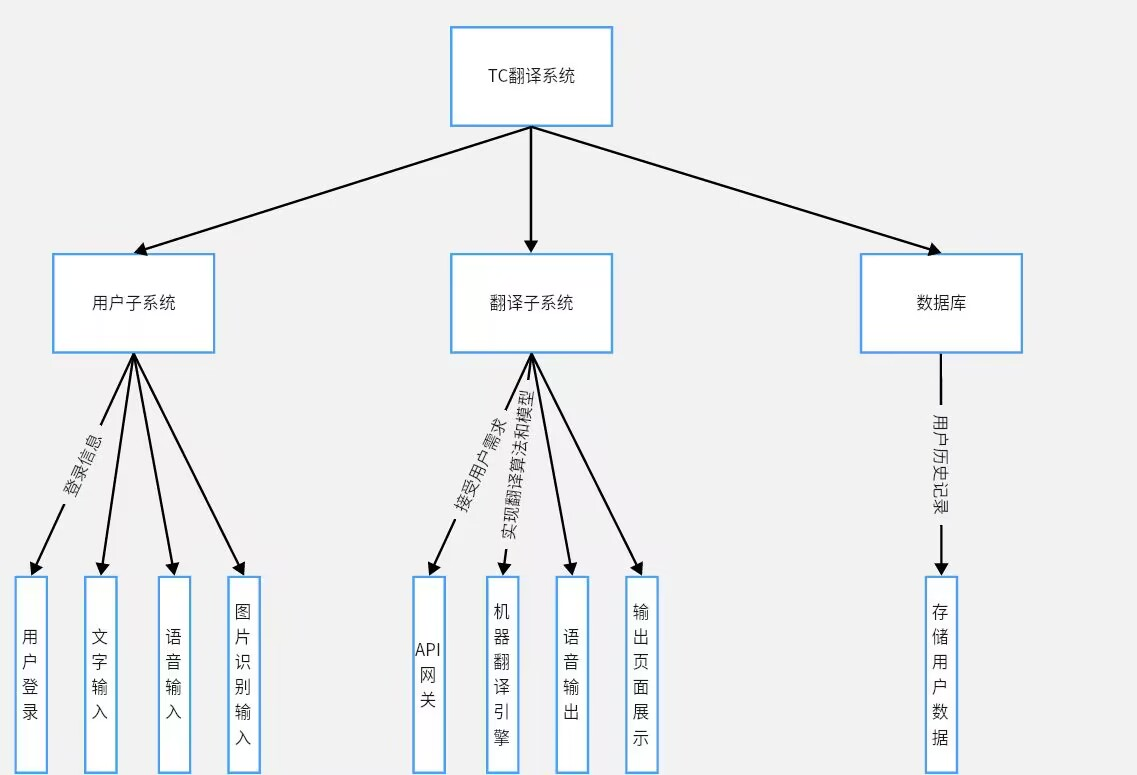 TC翻译系统
用户子系统
翻译子系统
数据库
登录信息
接受用户需求
实现翻译算法和模型
用户历史记录
用户登录
文字输入
语音输入
图片识别输入
API网关
机器翻译引擎
语音输出
输出页面展示
存储用户数据